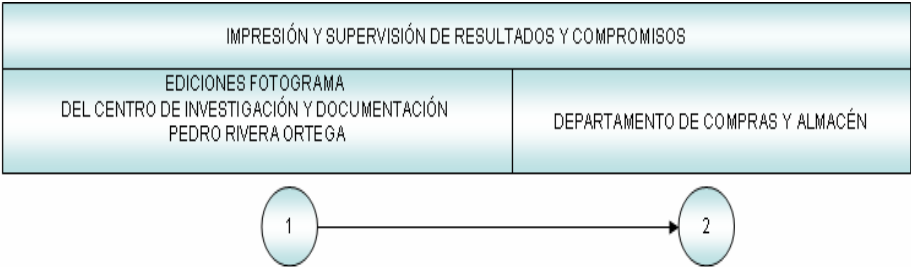 IMPRESIÓN Y SUPERVISIÓN DE RESULTADOS Y COMPROMISOS
EDICIONES FOTOGRAMA
DEL CENTRO DE INVESTIGACIÓN Y DOCUMENTACIÓN
PEDRO RIVERA ORTEGA
DEPARTAMENTO DE COMPRAS Y ALMACÉN
1
2